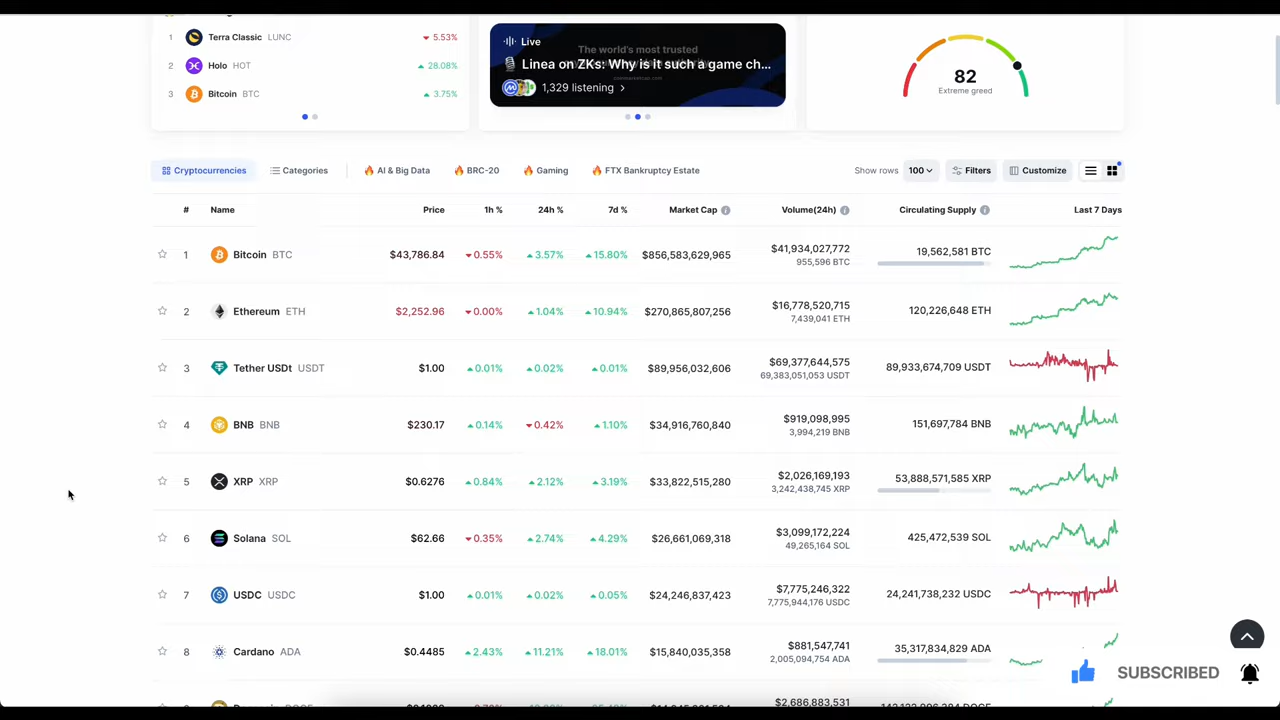 1 Terra Classic LUNC 5.53%
2 Holo HOT 28.08%
3 Bitcoin BTC 3.75%
Live
The world's most trusted
Linea on ZKs: Why is it such a game ch...
coinmarketcap.com
1,329 listening
82
Extreme greed
Cryptocurrencies Categories AI & Big Data BRC-20 Gaming FTX Bankruptcy Estate Show rows 100 Filters Customize
# Name Price 1h % 24h % 7d % Market Cap Volume(24h) Circulating Supply Last 7 Days
1 Bitcoin BTC $43,786.84 0.55% 3.57% 15.80% $856,583,629,965 $41,934,027,772 19,562,581 BTC
955,596 BTC
2 Ethereum ETH $2,252.96 0.00% 1.04% 10.94% $270,865,807,256 $16,778,520,715 120,226,648 ETH
7,439,041 ETH
3 Tether USDt USDT $1.00 0.01% 0.02% 0.01% $89,956,032,606 $69,377,644,575 89,933,674,709 USDT
69,383,051,053 USDT
4 BNB BNB $230.17 0.14% 0.42% 1.10% $34,916,760,840 $919,098,995 151,697,784 BNB
3,994,219 BNB
5 XRP XRP $0.6276 0.84% 2.12% 3.19% $33,822,515,280 $2,026,169,193 53,888,571,585 XRP
3,242,438,745 XRP
6 Solana SOL $62.66 0.35% 2.74% 4.29% $26,661,069,318 $3,099,172,224 425,472,539 SOL
49,265,164 SOL
7 USDC USDC $1.00 0.01% 0.02% 0.05% $24,246,837,423 $7,775,246,322 24,241,738,232 USDC
7,775,944,176 USDC
8 Cardano ADA $0.4485 2.43% 11.21% 18.01% $15,840,035,358 $881,547,741 35,317,834,829 ADA
2,005,094,754 ADA
SUBSCRIBED
$2,686,883,531